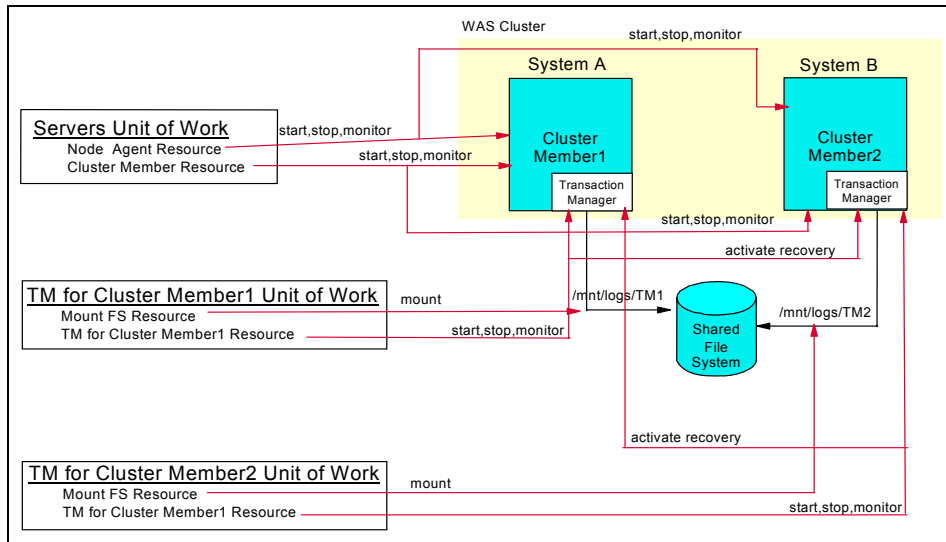 WAS Cluster
start,stop,monitor
System A
System B
Servers Unit of Work
Node Agent Resource
Cluster Member Resource
start,stop,monitor
start,stop,monitor
Cluster
Member1
Transaction
Manager
Cluster
Member2
Transaction
Manager
start,stop,monitor
activate recovery
TM for Cluster Member1 Unit of Work
Mount FS Resource
TM for Cluster Member1 Resource
mount
start,stop,monitor
/mnt/logs/TM1
/mnt/logs/TM2
Shared
File
System
activate recovery
TM for Cluster Member2 Unit of Work
Mount FS Resource
TM for Cluster Member1 Resource
mount
start,stop,monitor